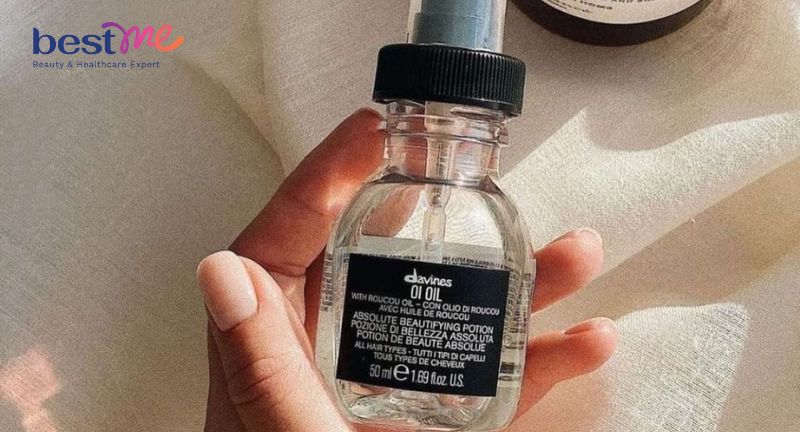 bestme
Beauty & Healthcare Expert
davines
OI OIL
WITH ROUCOU OIL – CON OLIO DI ROUCOU
AVEC HUILE DE ROUCOU
ABSOLUTE BEAUTIFYING POTION
POZIONE DI BELLEZZA ASSOLUTA
POTION DE BEAUTÉ ABSOLUE
ALL HAIR TYPES - TUTTI I TIPI DI CAPELLI
TOUS TYPES DE CHEVEUX
50 ml e 1.69 fl.oz. U.S.